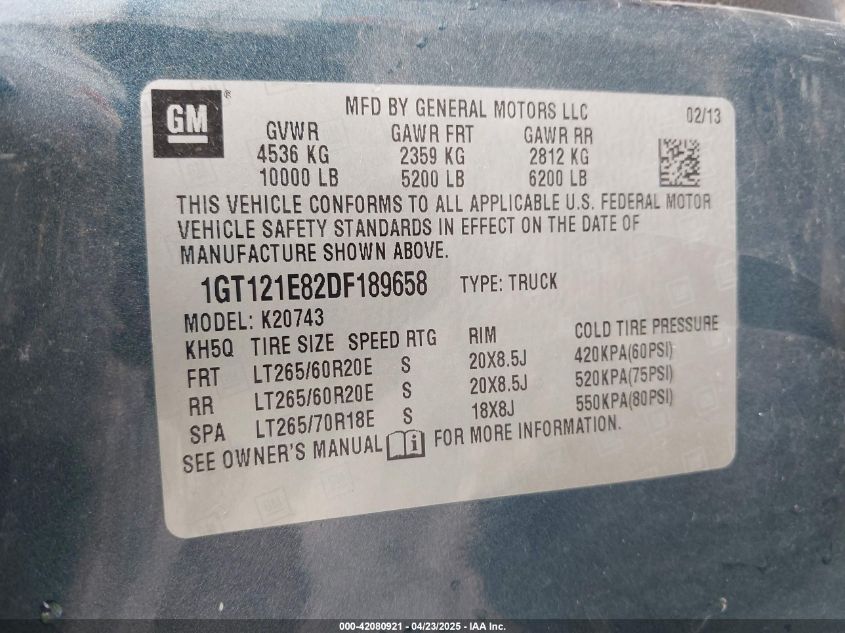 GM®
MFD BY GENERAL MOTORS LLC 02/13
GVWR GAWR FRT GAWR RR
4536 KG 2359 KG 2812 KG
10000 LB 5200 LB 6200 LB
THIS VEHICLE CONFORMS TO ALL APPLICABLE U.S. FEDERAL MOTOR
VEHICLE SAFETY STANDARDS IN EFFECT ON THE DATE OF
MANUFACTURE SHOWN ABOVE.
1GT121E82DF189658 TYPE: TRUCK
MODEL: K20743
KH5Q TIRE SIZE SPEED RTG RIM COLD TIRE PRESSURE
FRT LT265/60R20E S 20X8.5J 420KPA(60PSI)
RR LT265/60R20E S 20X8.5J 520KPA(75PSI)
SPA LT265/70R18E S 18X8J 550KPA(80PSI)
SEE OWNER'S MANUAL i FOR MORE INFORMATION.
000-42080921 - 04/23/2025 - IAA Inc.